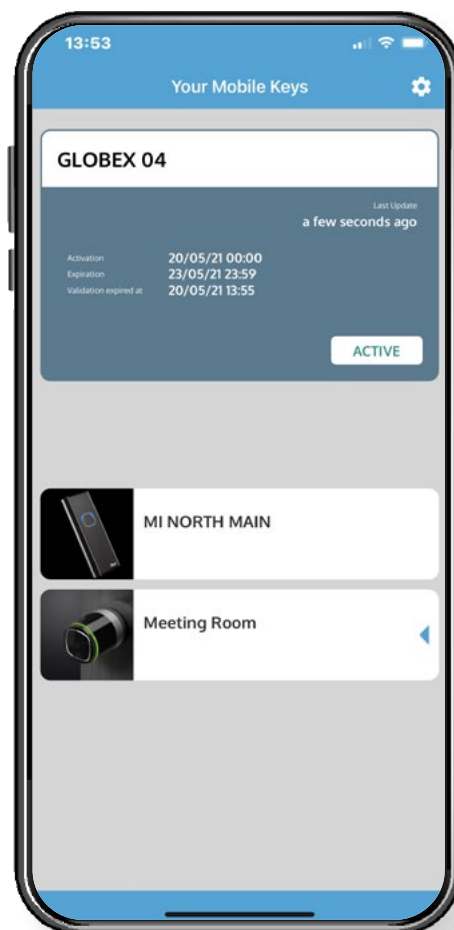 13:53
Your Mobile Keys
GLOBEX 04
Last Update
a few seconds ago
Activation 20/05/21 00:00
Expiration 23/05/21 23:59
Validation expired at 20/05/21 13:55
ACTIVE
MI NORTH MAIN
Meeting Room